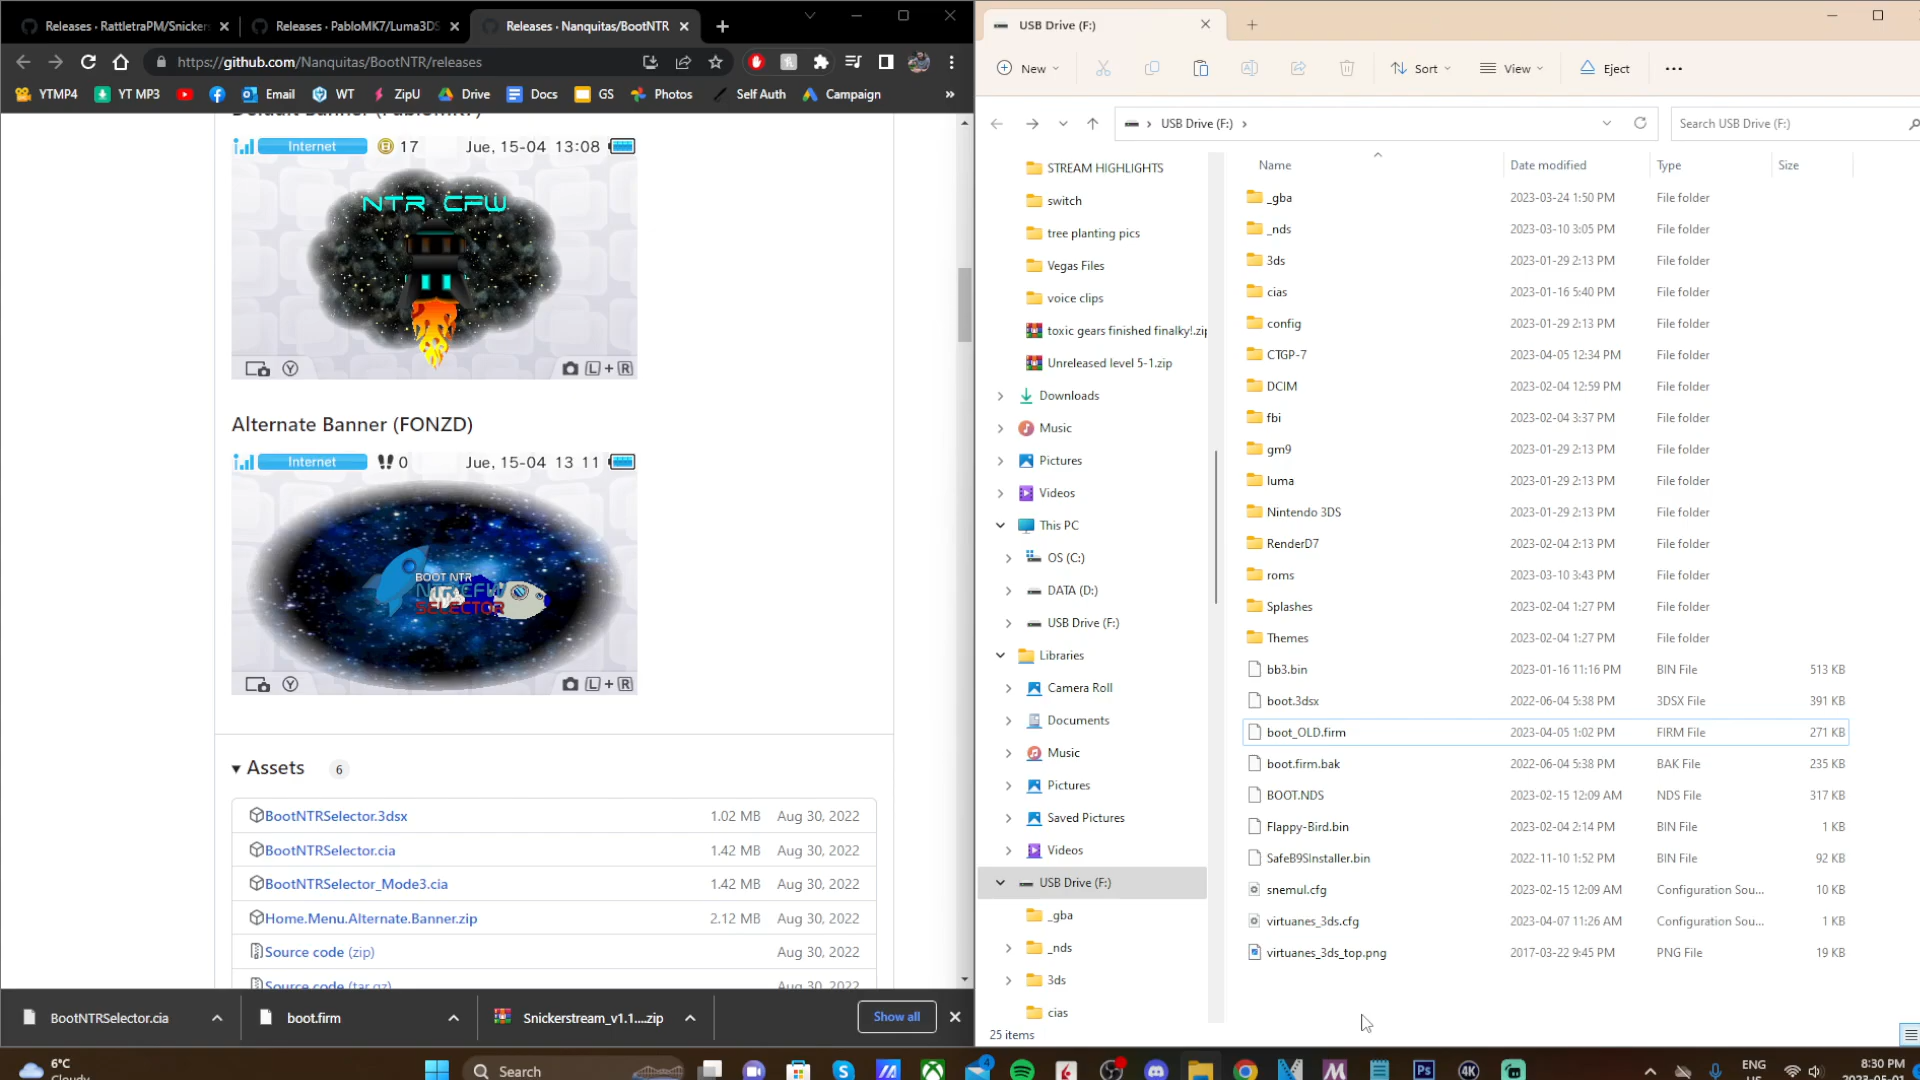 Releases · RattletraPM/Snickers
Releases · PabloMK7/Luma3DS
Releases · Nanquitas/BootNTR
https://github.com/Nanquitas/BootNTR/releases
YTMP4
YT MP3
Email
WT
ZipU
Drive
Docs
GS
Photos
Self Auth
Campaign
»
Internet
17
Jue, 15-04 13:08
NTR CFW
Y
L + R
Alternate Banner (FONZD)
Internet
0
Jue, 15-04 13 11
BOOT NTR
NTR CFW
SELECTOR
Y
L + R
Assets 6
BootNTRSelector.3dsx 1.02 MB Aug 30, 2022
BootNTRSelector.cia 1.42 MB Aug 30, 2022
BootNTRSelector_Mode3.cia 1.42 MB Aug 30, 2022
Home.Menu.Alternate.Banner.zip 2.12 MB Aug 30, 2022
Source code (zip) Aug 30, 2022
Source code (tar.gz) Aug 30, 2022
BootNTRSelector.cia
boot.firm
Snickerstream_v1.1....zip
Show all
USB Drive (F:)
New
Sort
View
Eject
USB Drive (F:)
Search USB Drive (F:)
STREAM HIGHLIGHTS
switch
tree planting pics
Vegas Files
voice clips
toxic gears finished finalky!.zip
Unreleased level 5-1.zip
Downloads
Music
Pictures
Videos
This PC
OS (C:)
DATA (D:)
USB Drive (F:)
Libraries
Camera Roll
Documents
Music
Pictures
Saved Pictures
Videos
USB Drive (F:)
_gba
_nds
3ds
cias
Name Date modified Type Size
_gba 2023-03-24 1:50 PM File folder
_nds 2023-03-10 3:05 PM File folder
3ds 2023-01-29 2:13 PM File folder
cias 2023-01-16 5:40 PM File folder
config 2023-01-29 2:13 PM File folder
CTGP-7 2023-04-05 12:34 PM File folder
DCIM 2023-02-04 12:59 PM File folder
fbi 2023-02-04 3:37 PM File folder
gm9 2023-01-29 2:13 PM File folder
luma 2023-01-29 2:13 PM File folder
Nintendo 3DS 2023-01-29 2:13 PM File folder
RenderD7 2023-02-04 2:13 PM File folder
roms 2023-03-10 3:43 PM File folder
Splashes 2023-02-04 1:27 PM File folder
Themes 2023-02-04 1:27 PM File folder
bb3.bin 2023-01-16 11:16 PM BIN File 513 KB
boot.3dsx 2022-06-04 5:38 PM 3DSX File 391 KB
boot_OLD.firm 2023-04-05 1:02 PM FIRM File 271 KB
boot.firm.bak 2022-06-04 5:38 PM BAK File 235 KB
BOOT.NDS 2023-02-15 12:09 AM NDS File 317 KB
Flappy-Bird.bin 2023-02-04 2:14 PM BIN File 1 KB
SafeB9SInstaller.bin 2022-11-10 1:52 PM BIN File 92 KB
snemul.cfg 2023-02-15 12:09 AM Configuration Sou... 10 KB
virtuanes_3ds.cfg 2023-04-07 11:26 AM Configuration Sou... 1 KB
virtuanes_3ds_top.png 2017-03-22 9:45 PM PNG File 19 KB
25 items
6°C
Cloudy
Search
4
Ps
4K
ENG
US
8:30 PM
2023-05-01